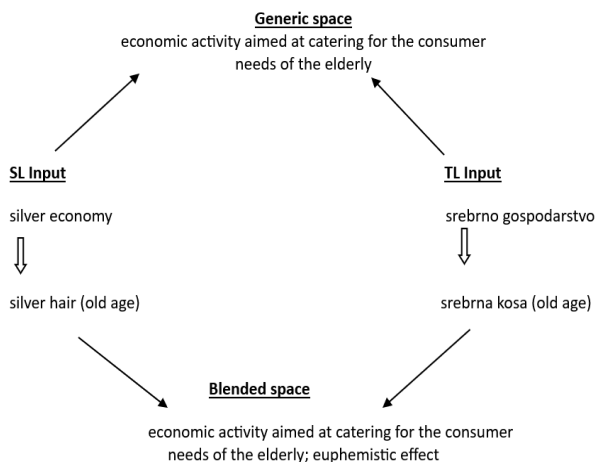 Generic space
economic activity aimed at catering for the consumer
needs of the elderly
SL Input
TL Input
silver economy
srebrno gospodarstvo
silver hair (old age)
srebrna kosa (old age)
Blended space
economic activity aimed at catering for the consumer
needs of the elderly; euphemistic effect